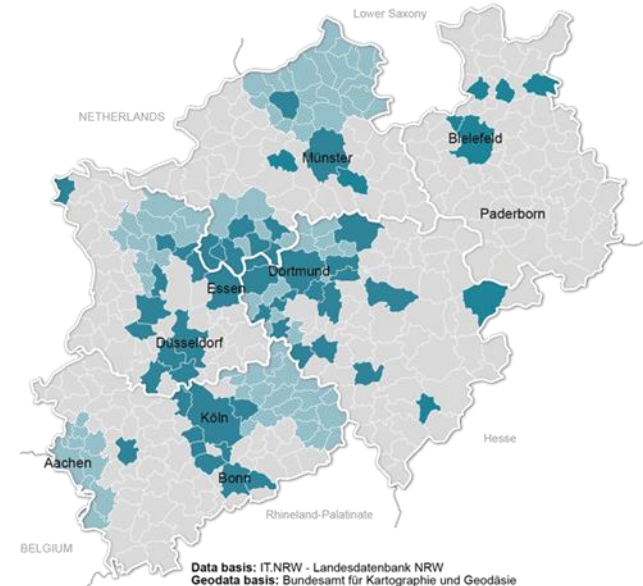 Lower Saxony
NETHERLANDS
Bielefeld
Münster
Paderborn
Dortmund
Essen
Düsseldorf
Köln
Hesse
Aachen
Bonn
Rhineland-Palatinate
BELGIUM
Data basis: IT.NRW - Landesdatenbank NRW
Geodata basis: Bundesamt für Kartographie und Geodäsie